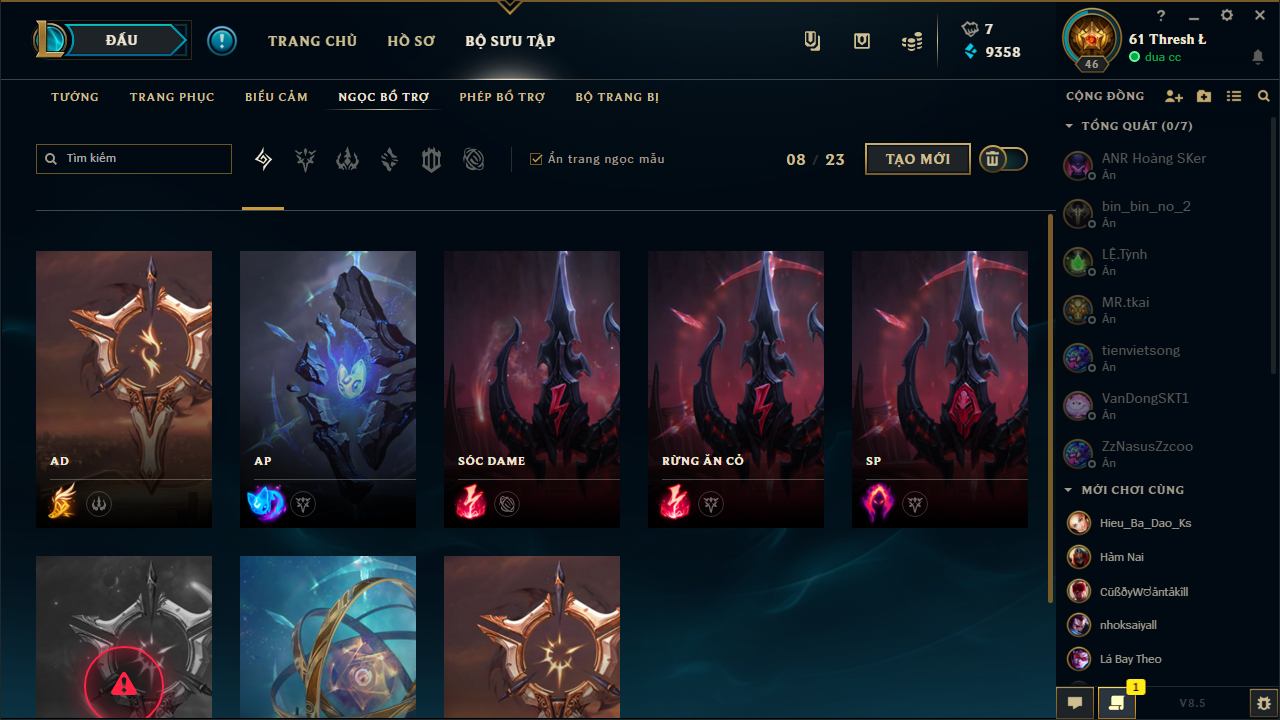 ĐẤU
TRANG CHỦ
HỒ SƠ
BỘ SƯU TẬP
7
9358
46
?
61 Thresh Ł
dua cc
TƯỚNG
TRANG PHỤC
BIỂU CẢM
NGỌC BỔ TRỢ
PHÉP BỔ TRỢ
BỘ TRANG BỊ
Tìm kiếm
Ẩn trang ngọc mẫu
08 / 23
TẠO MỚI
AD
AP
SÓC DAME
RỪNG ĂN CỎ
SP
CỘNG ĐỒNG
TỔNG QUÁT (0/7)
ANR Hoàng SKer
Ẩn
bin_bin_no_2
Ẩn
LỆ.Tỳnh
Ẩn
MR.tkai
Ẩn
tienvietsong
Ẩn
VanDongSKT1
Ẩn
ZzNasusZzcoo
Ẩn
MỚI CHƠI CÙNG
Hieu_Ba_Dao_Ks
Hàm Nai
nhoksaiyall
Lá Bay Theo
1
V8.5